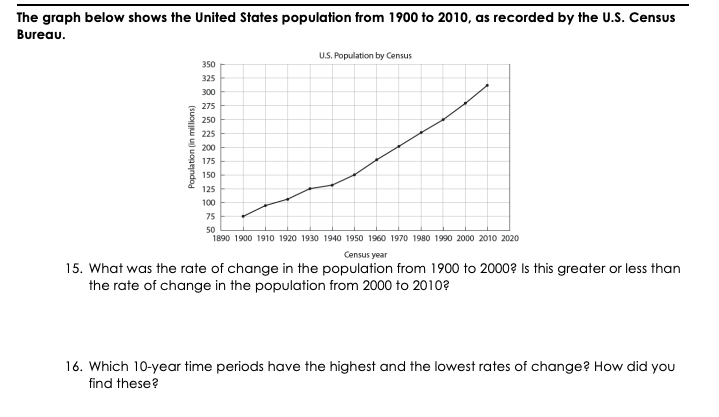 The graph below shows the United States population from 1900 to 2010, as recorded by the U.S. Census
Bureau.
U.S. Population by Census
350
325
300
275
250
225
200
175
150
125
100
75
50
Population (in millions)
1890 1900 1910 1920 1930 1940 1950 1960 1970 1980 1990 2000 2010 2020
Census year
15. What was the rate of change in the population from 1900 to 2000? Is this greater or less than
the rate of change in the population from 2000 to 2010?
16. Which 10-year time periods have the highest and the lowest rates of change? How did you
find these?